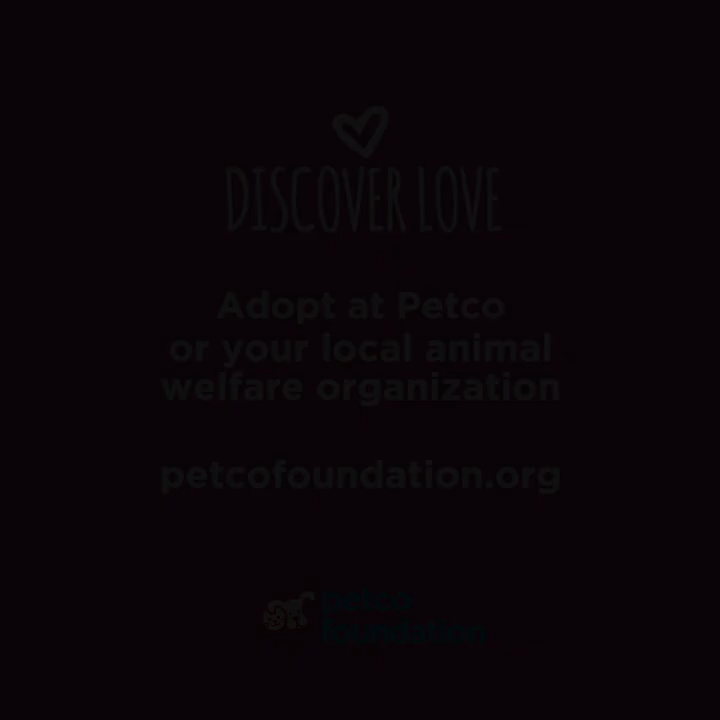 DISCOVER LOVE
Adopt at Petco
or your local animal
welfare organization
petcofoundation.org
petco
foundation